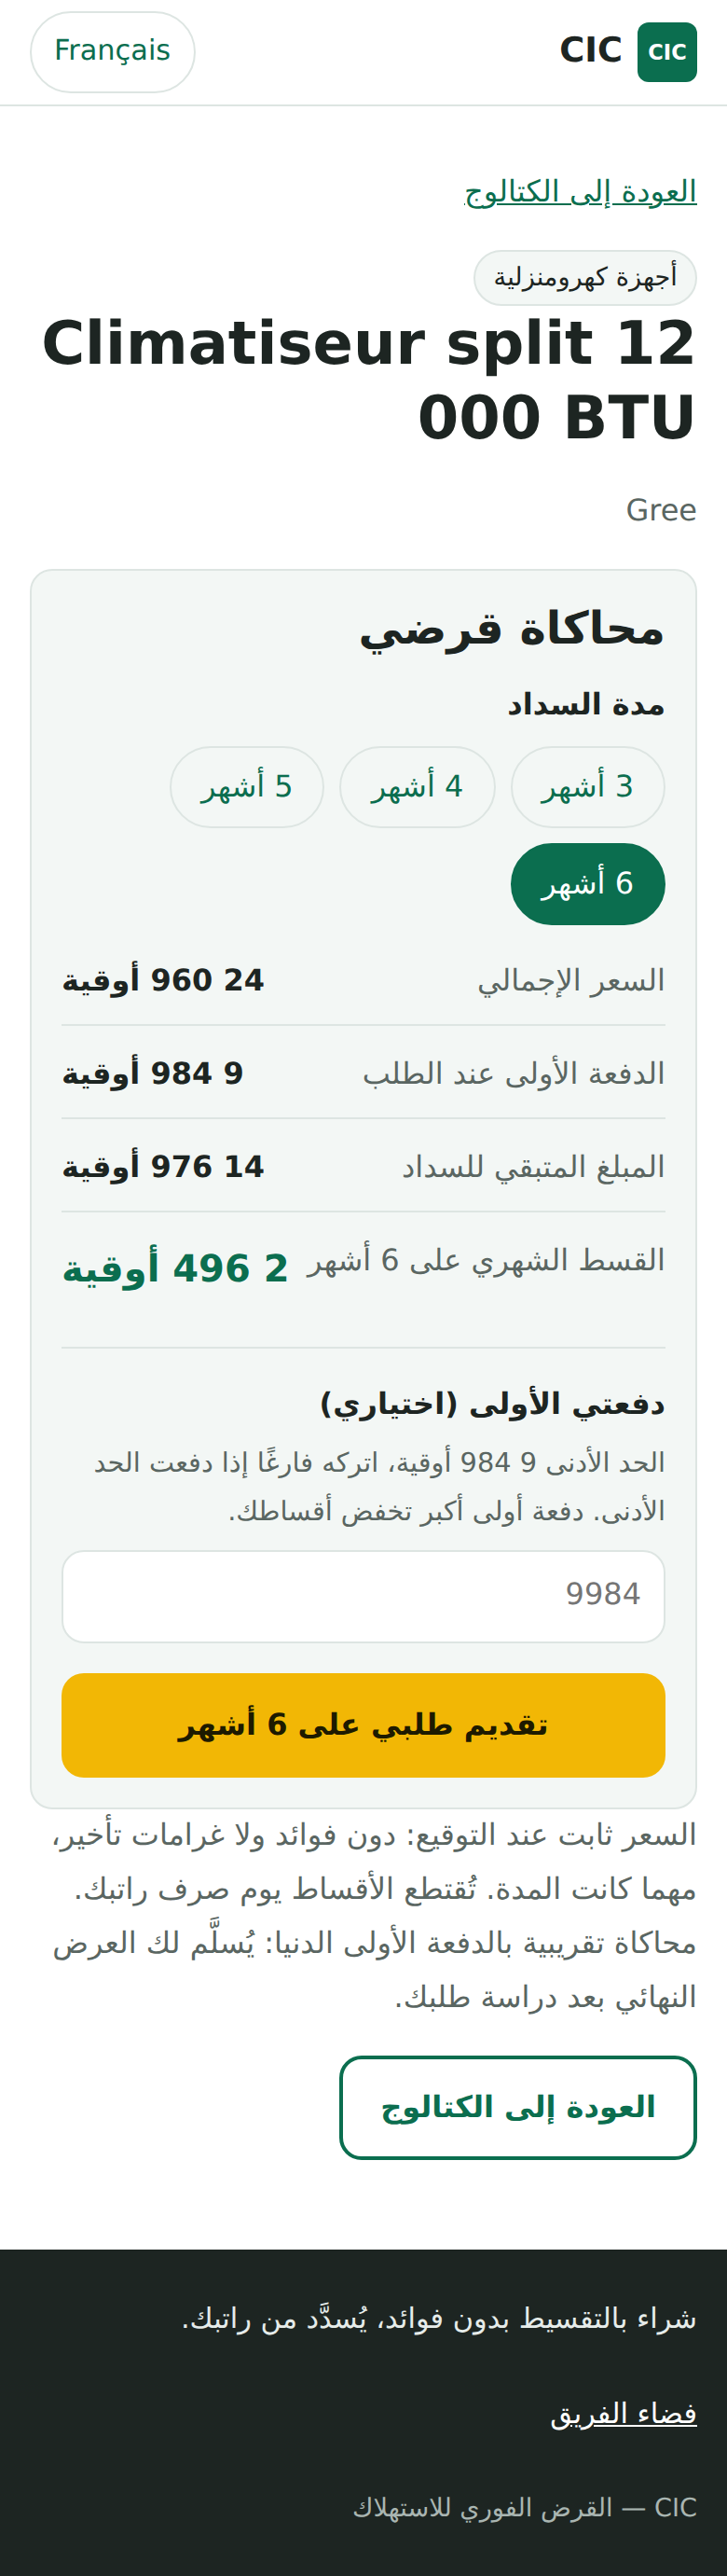 CIC CIC Français
العودة إلى الكتالوج
أجهزة كهرومنزلية
Climatiseur split 12
000 BTU
Gree
محاكاة قرضي
مدة السداد
3 أشهر 4 أشهر 5 أشهر
6 أشهر
السعر الإجمالي 24 960 أوقية
الدفعة الأولى عند الطلب 9 984 أوقية
المبلغ المتبقي للسداد 14 976 أوقية
القسط الشهري على 6 أشهر 2 496 أوقية
دفعتي الأولى (اختياري)
الحد الأدنى 9 984 أوقية، اتركه فارغًا إذا دفعت الحد
الأدنى. دفعة أولى أكبر تخفض أقساطك.
9984
تقديم طلبي على 6 أشهر
السعر ثابت عند التوقيع: دون فوائد ولا غرامات تأخير،
مهما كانت المدة. تُقتطع الأقساط يوم صرف راتبك.
محاكاة تقريبية بالدفعة الأولى الدنيا: يُسلَّم لك العرض
النهائي بعد دراسة طلبك.
العودة إلى الكتالوج
شراء بالتقسيط بدون فوائد، يُسدَّد من راتبك.
فضاء الفريق
CIC — القرض الفوري للاستهلاك